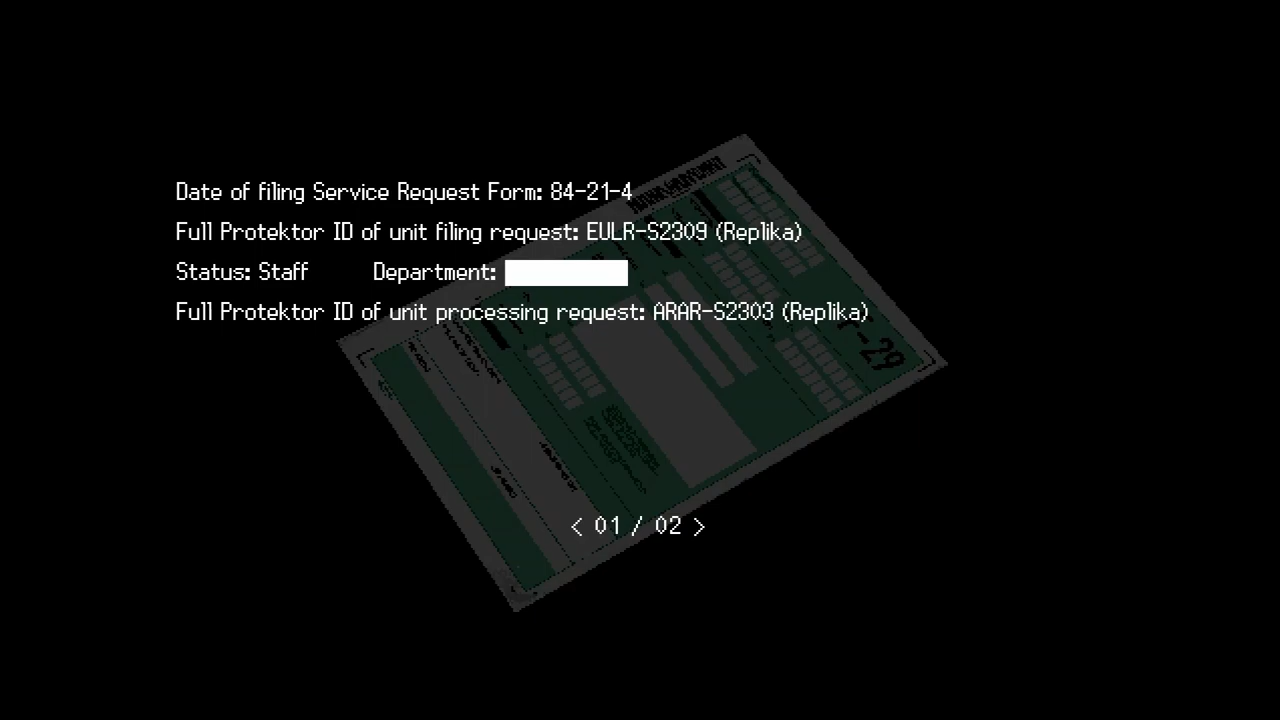 Date of filing Service Request Form: 84-21-4
Full Protektor ID of unit filing request: EULR-S2309 (Replika)
Status: Staff Department:
Full Protektor ID of unit processing request: ARAR-S2303 (Replika)
-29
< 01 / 02 >